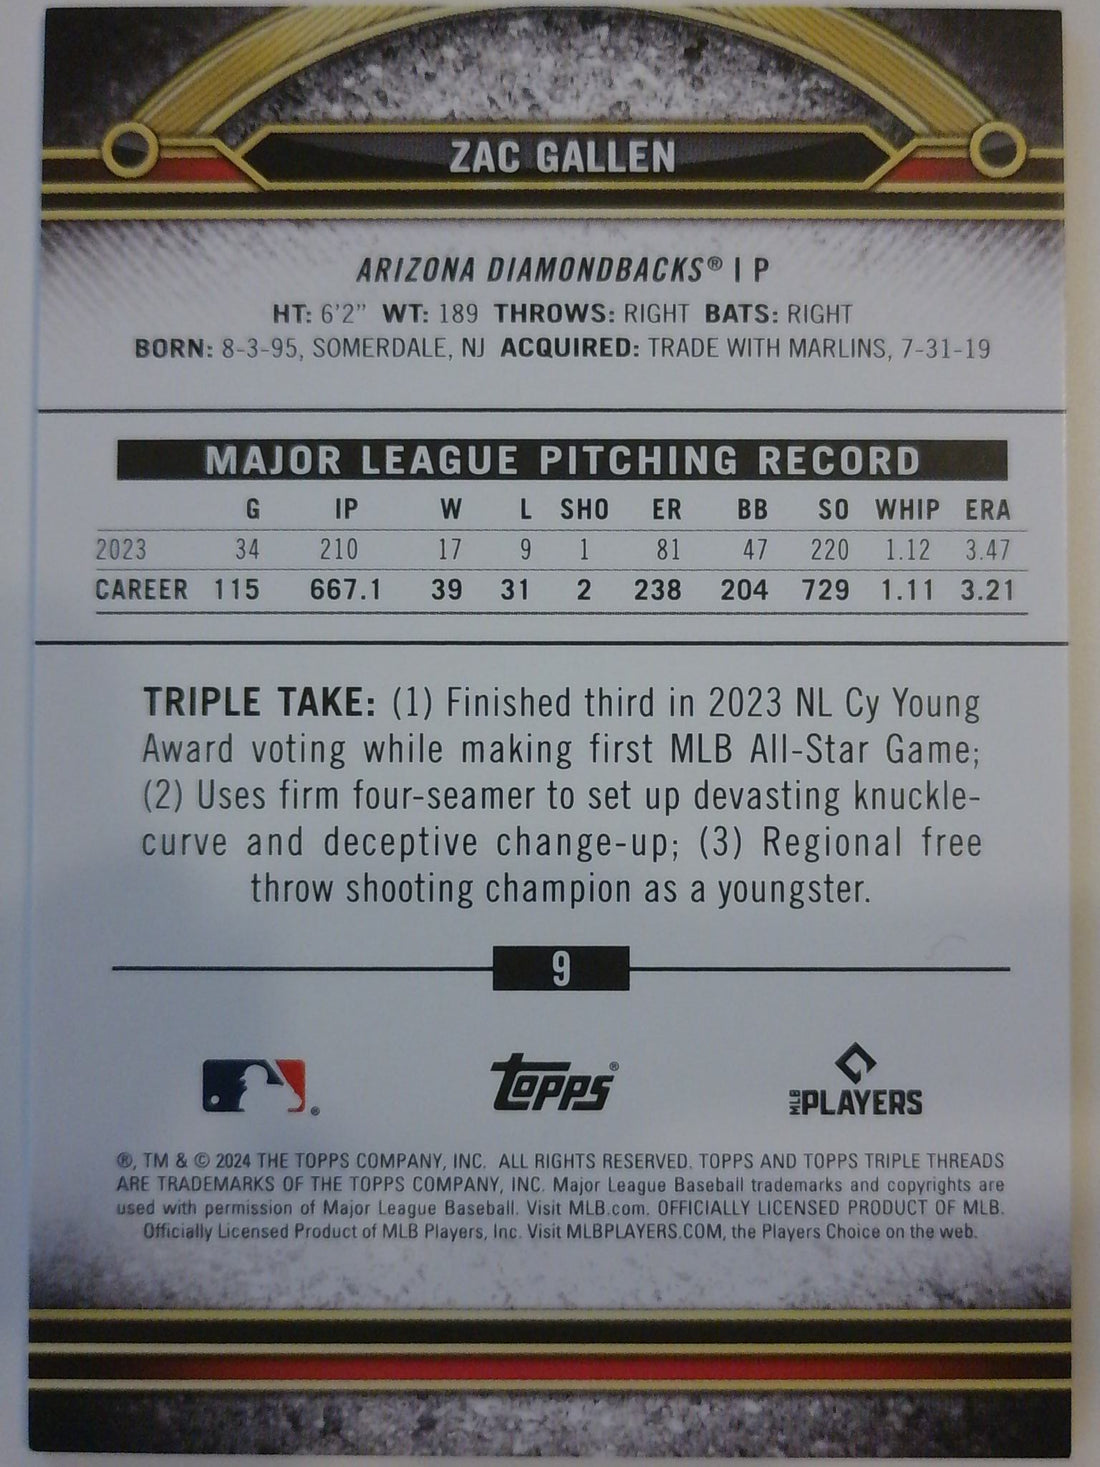 ZAC GALLEN
ARIZONA DIAMONDBACKS® | P
HT: 6'2" WT: 189 THROWS: RIGHT BATS: RIGHT
BORN: 8-3-95, SOMERDALE, NJ ACQUIRED: TRADE WITH MARLINS, 7-31-19
MAJOR LEAGUE PITCHING RECORD
G IP W L SHO ER BB SO WHIP ERA
2023 34 210 17 9 1 81 47 220 1.12 3.47
CAREER 115 667.1 39 31 2 238 204 729 1.11 3.21
TRIPLE TAKE: (1) Finished third in 2023 NL Cy Young
Award voting while making first MLB All-Star Game;
(2) Uses firm four-seamer to set up devasting knuckle-
curve and deceptive change-up; (3) Regional free
throw shooting champion as a youngster.
9
®
topps®
MLB PLAYERS
®, TM & © 2024 THE TOPPS COMPANY, INC. ALL RIGHTS RESERVED. TOPPS AND TOPPS TRIPLE THREADS
ARE TRADEMARKS OF THE TOPPS COMPANY, INC. Major League Baseball trademarks and copyrights are
used with permission of Major League Baseball. Visit MLB.com. OFFICIALLY LICENSED PRODUCT OF MLB.
Officially Licensed Product of MLB Players, Inc. Visit MLBPLAYERS.COM, the Players Choice on the web.